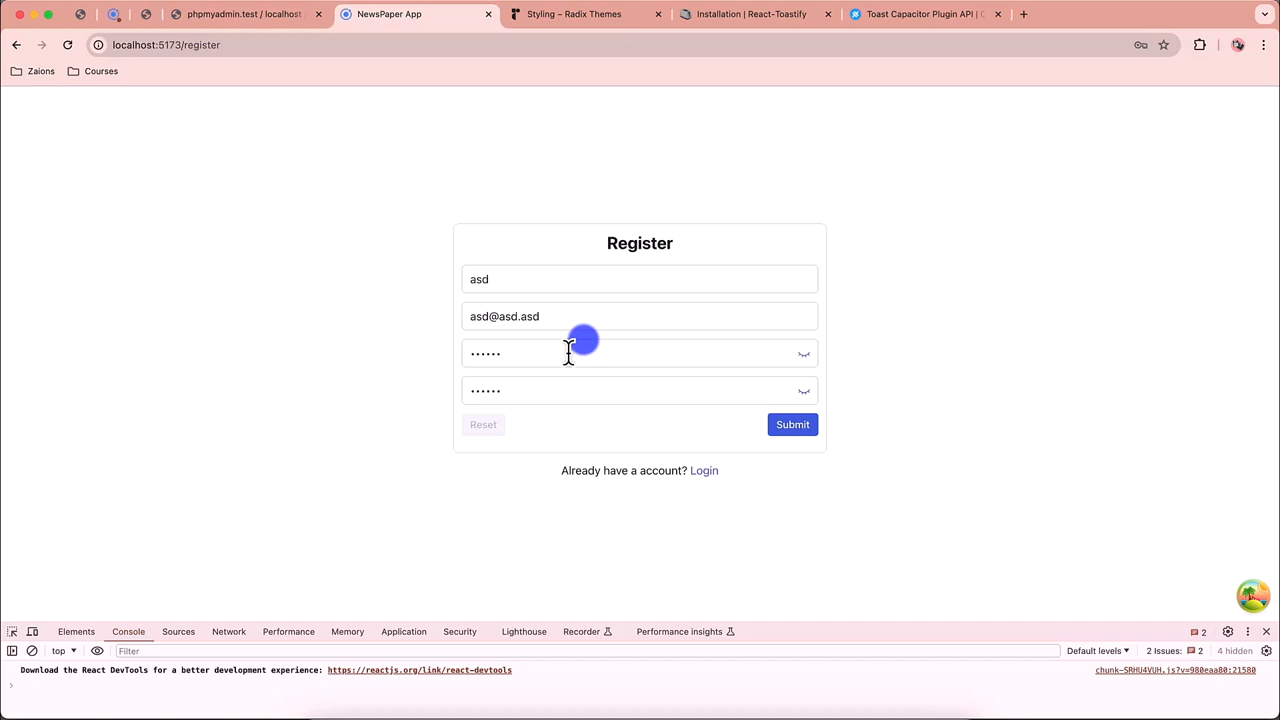 phpmyadmin.test / localhost
NewsPaper App
Styling – Radix Themes
Installation | React-Toastify
Toast Capacitor Plugin API |
localhost:5173/register
Zaions
Courses
Register
asd
asd@asd.asd
••••••
••••••
Reset
Submit
Already have a account? Login
Elements
Console
Sources
Network
Performance
Memory
Application
Security
Lighthouse
Recorder
Performance insights
2
top
Filter
Default levels
2 Issues:
2
4 hidden
Download the React DevTools for a better development experience: https://reactjs.org/link/react-devtools
chunk-SRHU4VUH.js?v=980eaa80:21580